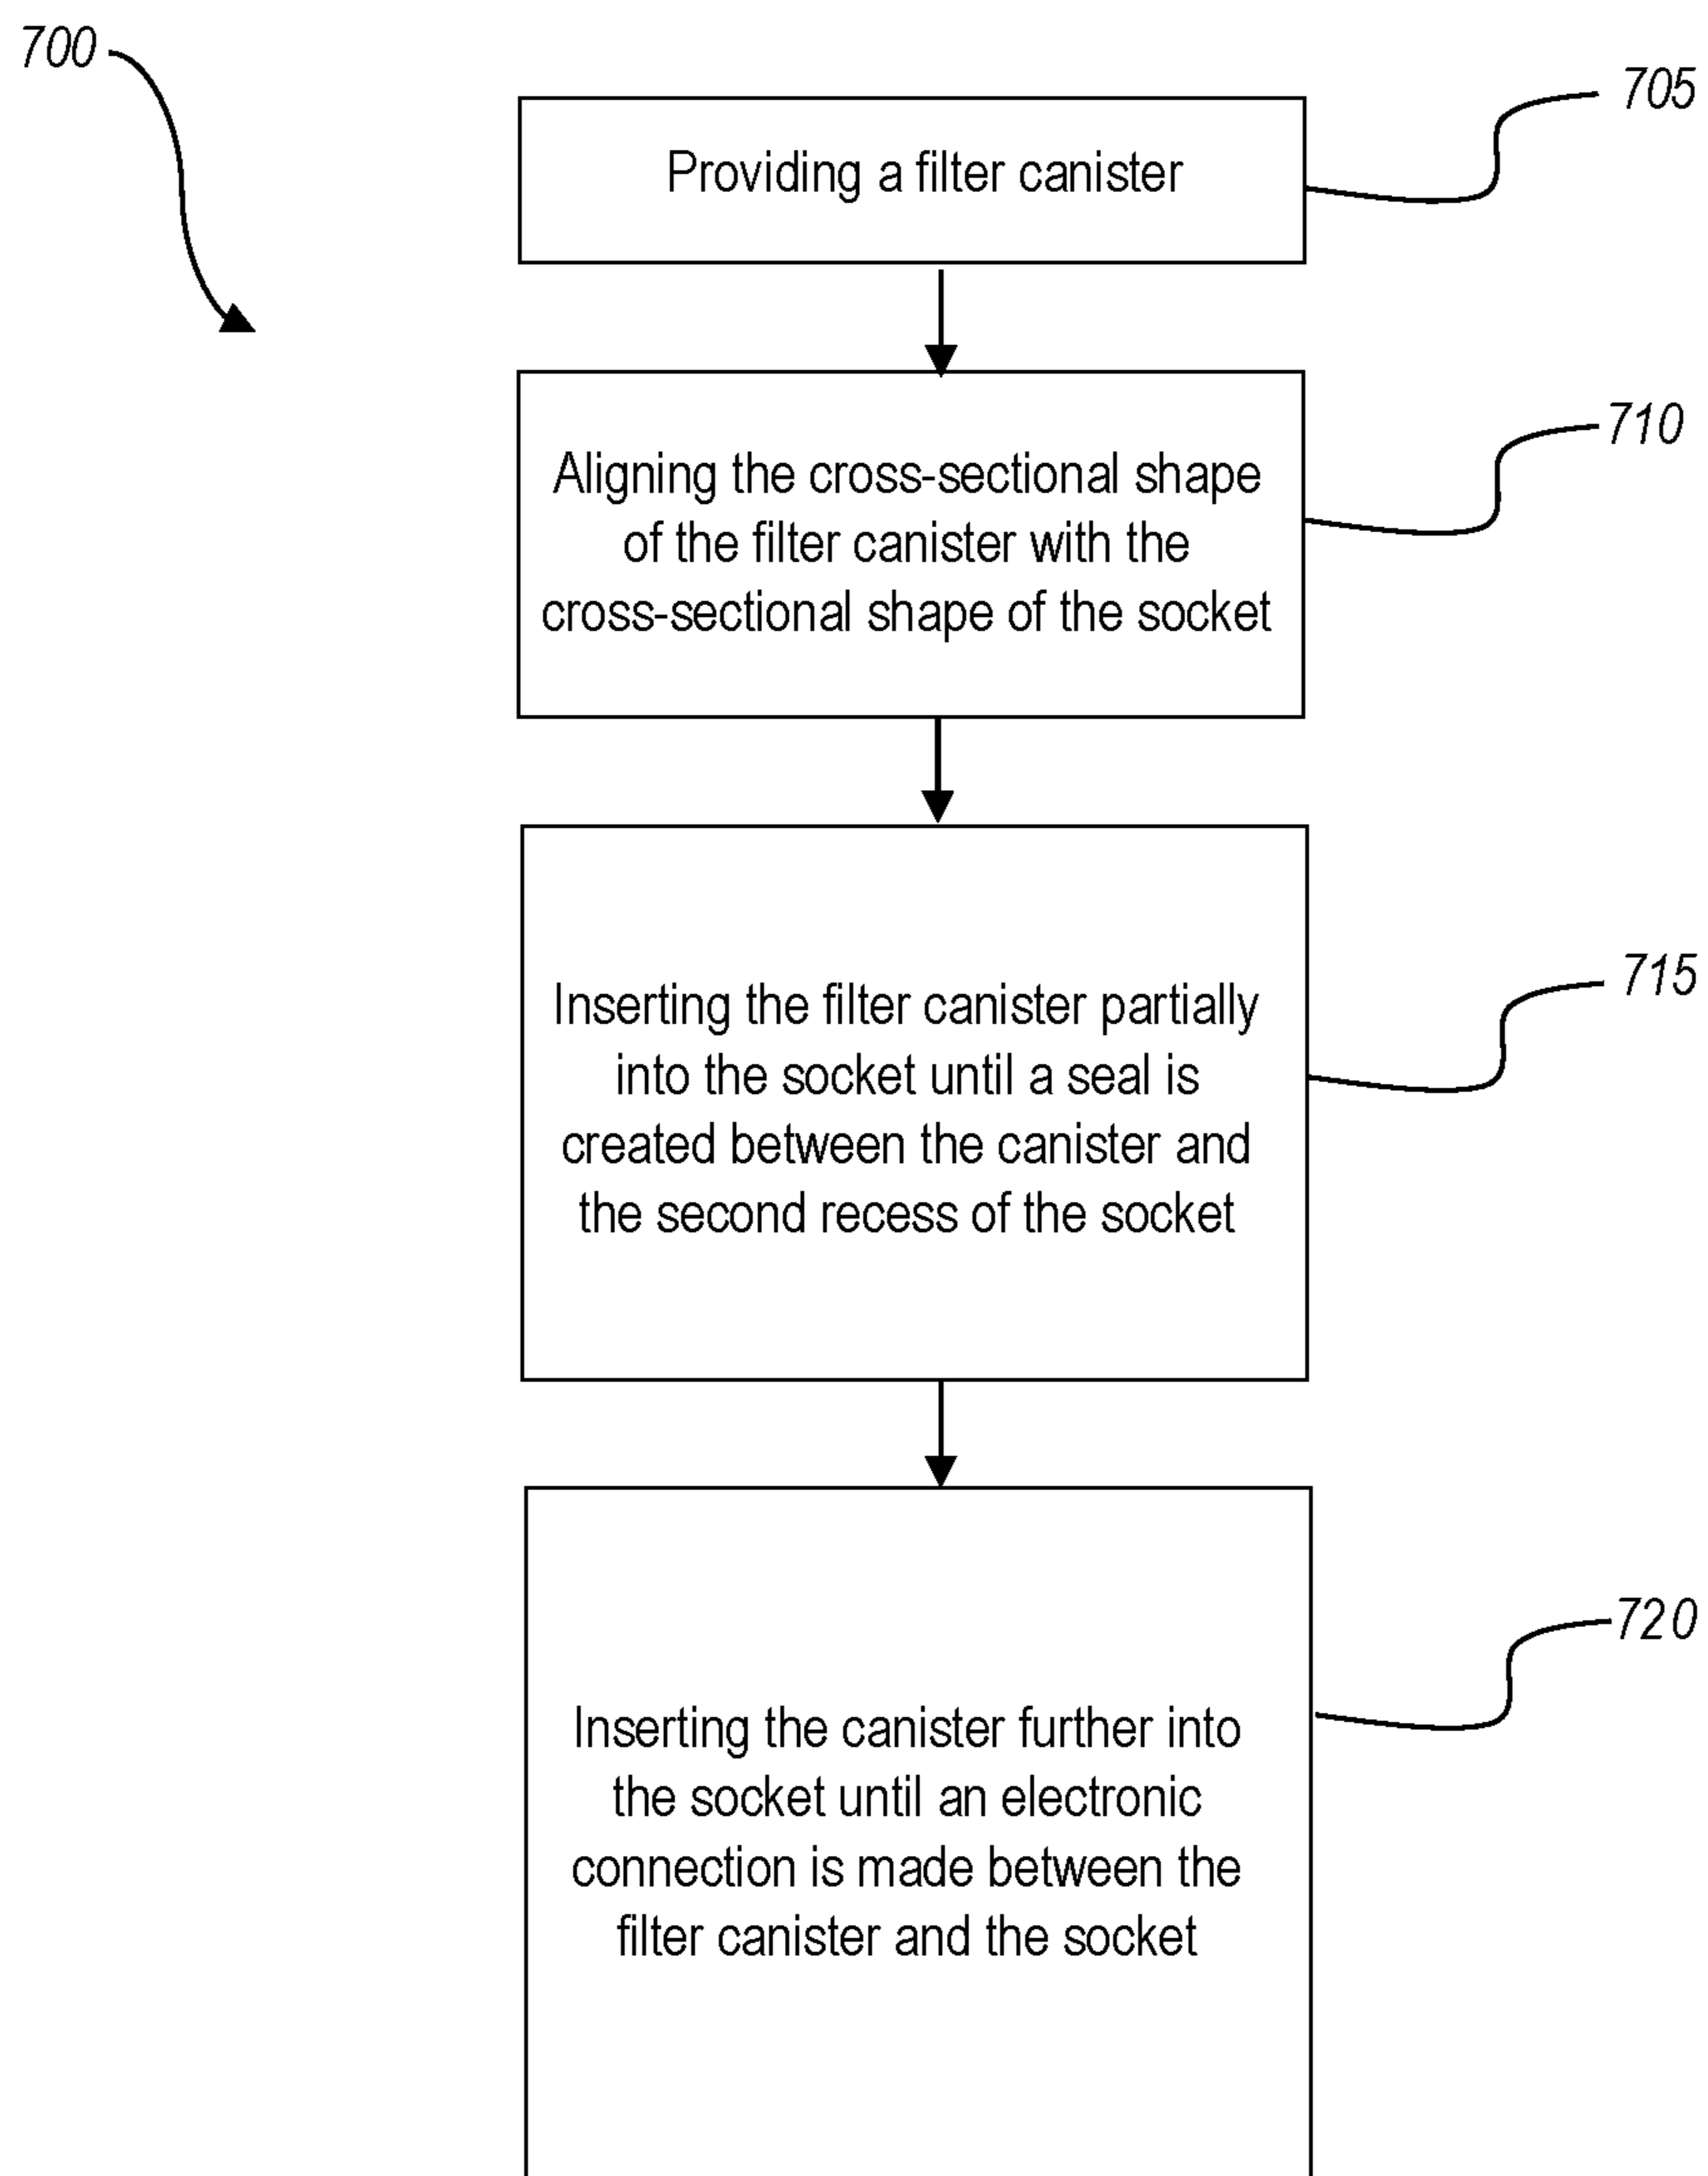 700
705
Providing a filter canister
710
Aligning the cross-sectional shape
of the filter canister with the
cross-sectional shape of the socket
715
Inserting the filter canister partially
into the socket until a seal is
created between the canister and
the second recess of the socket
720
Inserting the canister further into
the socket until an electronic
connection is made between the
filter canister and the socket